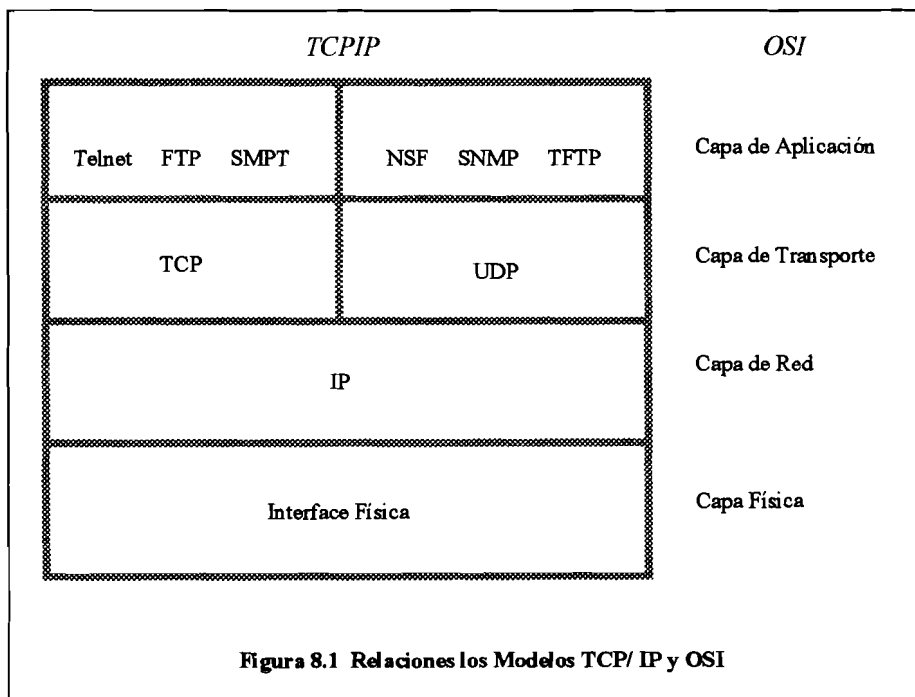 TCPIP OSI
Telnet FTP SMPT NSF SNMP TFTP Capa de Aplicación
TCP UDP Capa de Transporte
IP Capa de Red
Interface Física Capa Física
Figura 8.1 Relaciones los Modelos TCP/ IP y OSI